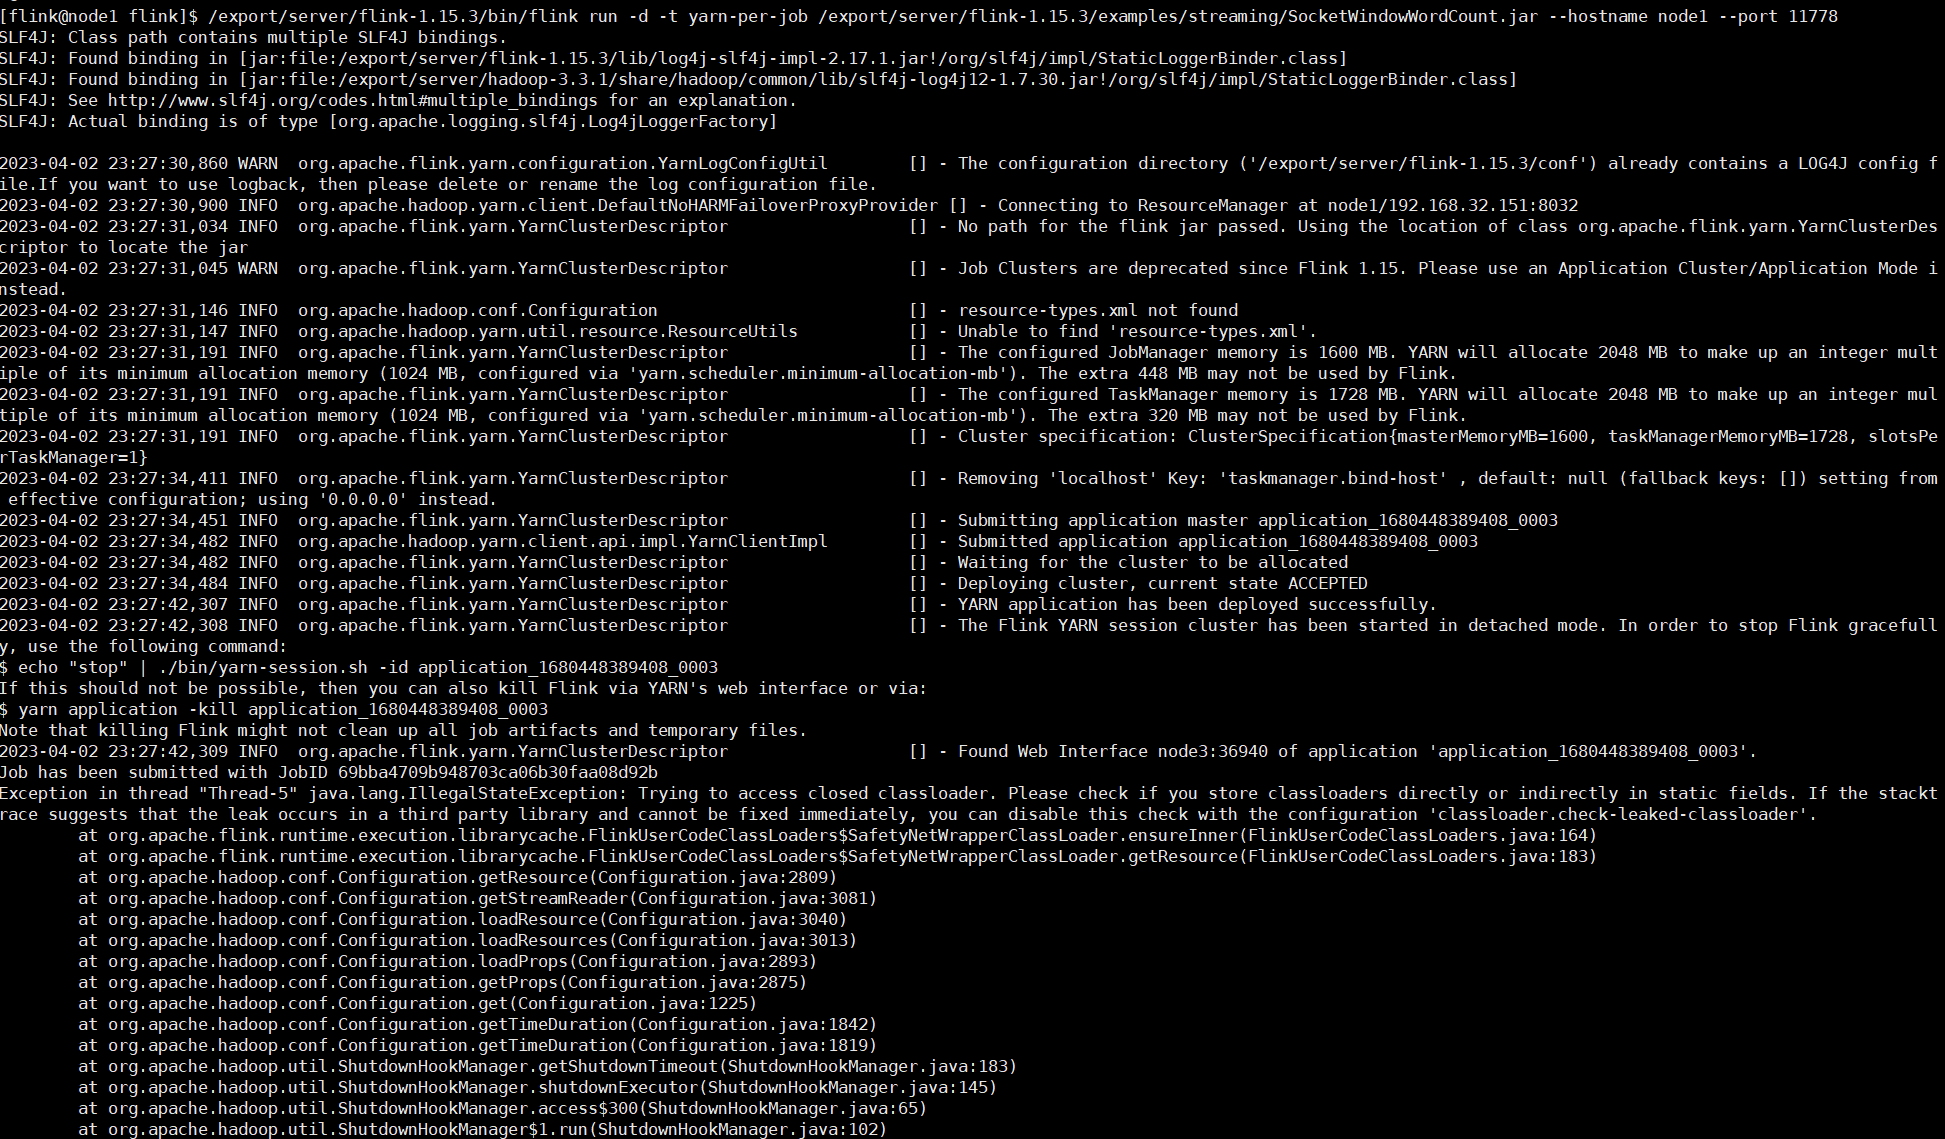 [flink@node1 flink]$ /export/server/flink-1.15.3/bin/flink run -d -t yarn-per-job /export/server/flink-1.15.3/examples/streaming/SocketWindowWordCount.jar --hostname node1 --port 11778
SLF4J: Class path contains multiple SLF4J bindings.
SLF4J: Found binding in [jar:file:/export/server/flink-1.15.3/lib/log4j-slf4j-impl-2.17.1.jar!/org/slf4j/impl/StaticLoggerBinder.class]
SLF4J: Found binding in [jar:file:/export/server/hadoop-3.3.1/share/hadoop/common/lib/slf4j-log4j12-1.7.30.jar!/org/slf4j/impl/StaticLoggerBinder.class]
SLF4J: See http://www.slf4j.org/codes.html#multiple_bindings for an explanation.
SLF4J: Actual binding is of type [org.apache.logging.slf4j.Log4jLoggerFactory]
2023-04-02 23:27:30,860 WARN  org.apache.flink.yarn.configuration.YarnLogConfigUtil        [] - The configuration directory ('/export/server/flink-1.15.3/conf') already contains a LOG4J config f
ile.If you want to use logback, then please delete or rename the log configuration file.
2023-04-02 23:27:30,900 INFO  org.apache.hadoop.yarn.client.DefaultNoHARMFailoverProxyProvider [] - Connecting to ResourceManager at node1/192.168.32.151:8032
2023-04-02 23:27:31,034 INFO  org.apache.flink.yarn.YarnClusterDescriptor                  [] - No path for the flink jar passed. Using the location of class org.apache.flink.yarn.YarnClusterDes
criptor to locate the jar
2023-04-02 23:27:31,045 WARN  org.apache.flink.yarn.YarnClusterDescriptor                  [] - Job Clusters are deprecated since Flink 1.15. Please use an Application Cluster/Application Mode i
nstead.
2023-04-02 23:27:31,146 INFO  org.apache.hadoop.conf.Configuration                         [] - resource-types.xml not found
2023-04-02 23:27:31,147 INFO  org.apache.hadoop.yarn.util.resource.ResourceUtils           [] - Unable to find 'resource-types.xml'.
2023-04-02 23:27:31,191 INFO  org.apache.flink.yarn.YarnClusterDescriptor                  [] - The configured JobManager memory is 1600 MB. YARN will allocate 2048 MB to make up an integer mult
iple of its minimum allocation memory (1024 MB, configured via 'yarn.scheduler.minimum-allocation-mb'). The extra 448 MB may not be used by Flink.
2023-04-02 23:27:31,191 INFO  org.apache.flink.yarn.YarnClusterDescriptor                  [] - The configured TaskManager memory is 1728 MB. YARN will allocate 2048 MB to make up an integer mul
tiple of its minimum allocation memory (1024 MB, configured via 'yarn.scheduler.minimum-allocation-mb'). The extra 320 MB may not be used by Flink.
2023-04-02 23:27:31,191 INFO  org.apache.flink.yarn.YarnClusterDescriptor                  [] - Cluster specification: ClusterSpecification{masterMemoryMB=1600, taskManagerMemoryMB=1728, slotsPe
rTaskManager=1}
2023-04-02 23:27:34,411 INFO  org.apache.flink.yarn.YarnClusterDescriptor                  [] - Removing 'localhost' Key: 'taskmanager.bind-host' , default: null (fallback keys: []) setting from
 effective configuration; using '0.0.0.0' instead.
2023-04-02 23:27:34,451 INFO  org.apache.flink.yarn.YarnClusterDescriptor                  [] - Submitting application master application_1680448389408_0003
2023-04-02 23:27:34,482 INFO  org.apache.hadoop.yarn.client.api.impl.YarnClientImpl        [] - Submitted application application_1680448389408_0003
2023-04-02 23:27:34,482 INFO  org.apache.flink.yarn.YarnClusterDescriptor                  [] - Waiting for the cluster to be allocated
2023-04-02 23:27:34,484 INFO  org.apache.flink.yarn.YarnClusterDescriptor                  [] - Deploying cluster, current state ACCEPTED
2023-04-02 23:27:42,307 INFO  org.apache.flink.yarn.YarnClusterDescriptor                  [] - YARN application has been deployed successfully.
2023-04-02 23:27:42,308 INFO  org.apache.flink.yarn.YarnClusterDescriptor                  [] - The Flink YARN session cluster has been started in detached mode. In order to stop Flink gracefull
y, use the following command:
$ echo "stop" | ./bin/yarn-session.sh -id application_1680448389408_0003
If this should not be possible, then you can also kill Flink via YARN's web interface or via:
$ yarn application -kill application_1680448389408_0003
Note that killing Flink might not clean up all job artifacts and temporary files.
2023-04-02 23:27:42,309 INFO  org.apache.flink.yarn.YarnClusterDescriptor                  [] - Found Web Interface node3:36940 of application 'application_1680448389408_0003'.
Job has been submitted with JobID 69bba4709b948703ca06b30faa08d92b
Exception in thread "Thread-5" java.lang.IllegalStateException: Trying to access closed classloader. Please check if you store classloaders directly or indirectly in static fields. If the stackt
race suggests that the leak occurs in a third party library and cannot be fixed immediately, you can disable this check with the configuration 'classloader.check-leaked-classloader'.
        at org.apache.flink.runtime.execution.librarycache.FlinkUserCodeClassLoaders$SafetyNetWrapperClassLoader.ensureInner(FlinkUserCodeClassLoaders.java:164)
        at org.apache.flink.runtime.execution.librarycache.FlinkUserCodeClassLoaders$SafetyNetWrapperClassLoader.getResource(FlinkUserCodeClassLoaders.java:183)
        at org.apache.hadoop.conf.Configuration.getResource(Configuration.java:2809)
        at org.apache.hadoop.conf.Configuration.getStreamReader(Configuration.java:3081)
        at org.apache.hadoop.conf.Configuration.loadResource(Configuration.java:3040)
        at org.apache.hadoop.conf.Configuration.loadResources(Configuration.java:3013)
        at org.apache.hadoop.conf.Configuration.loadProps(Configuration.java:2893)
        at org.apache.hadoop.conf.Configuration.getProps(Configuration.java:2875)
        at org.apache.hadoop.conf.Configuration.get(Configuration.java:1225)
        at org.apache.hadoop.conf.Configuration.getTimeDuration(Configuration.java:1842)
        at org.apache.hadoop.conf.Configuration.getTimeDuration(Configuration.java:1819)
        at org.apache.hadoop.util.ShutdownHookManager.getShutdownTimeout(ShutdownHookManager.java:183)
        at org.apache.hadoop.util.ShutdownHookManager.shutdownExecutor(ShutdownHookManager.java:145)
        at org.apache.hadoop.util.ShutdownHookManager.access$300(ShutdownHookManager.java:65)
        at org.apache.hadoop.util.ShutdownHookManager$1.run(ShutdownHookManager.java:102)